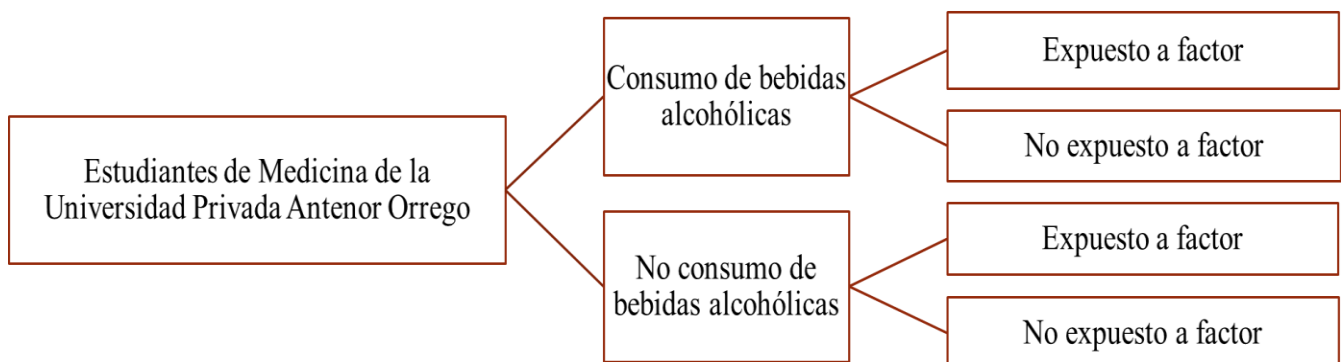 Estudiantes de Medicina de la
Universidad Privada Antenor Orrego
Consumo de bebidas
alcohólicas
Expuesto a factor
No expuesto a factor
No consumo de
bebidas alcohólicas
Expuesto a factor
No expuesto a factor